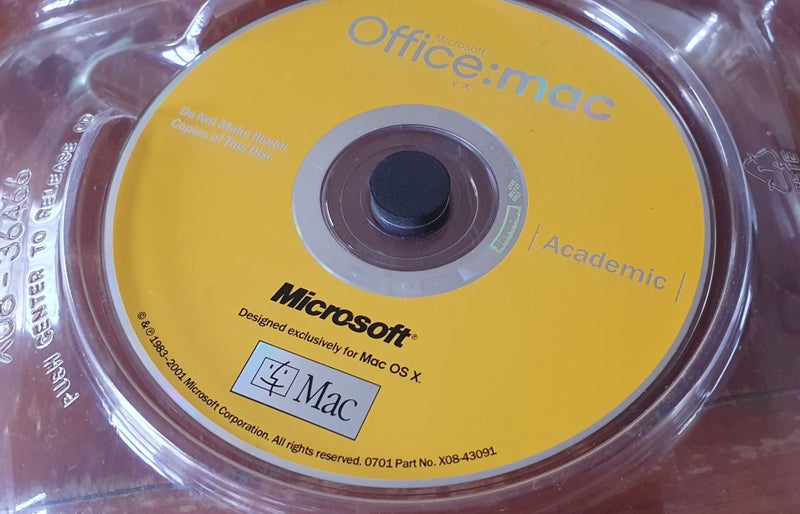 Microsoft®
Office:mac
v.X
Do Not Make Illegal
Copies of This Disc
Academic
Microsoft®
Designed exclusively for Mac OS X.
Mac
© & ℗ 1983-2001 Microsoft Corporation. All rights reserved. 0701 Part No. X08-43091
PUSH CENTER TO RELEASE CD